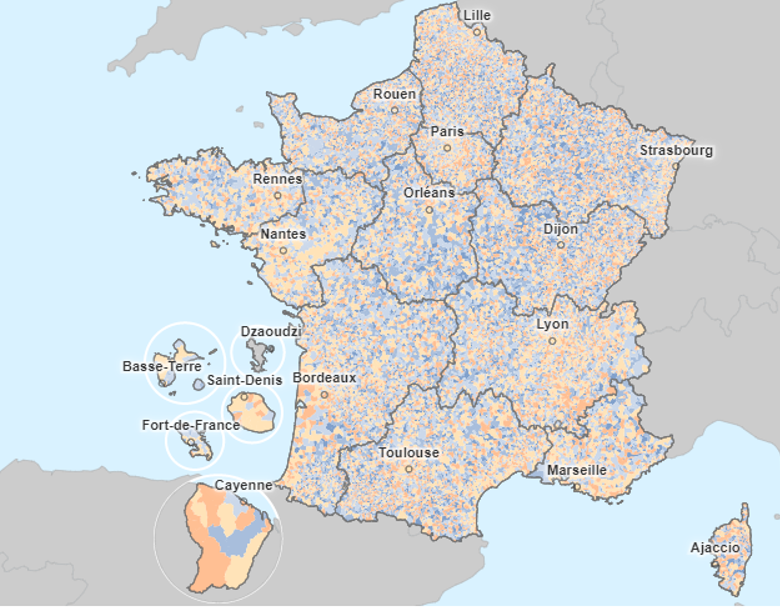 Lille
Rouen
Paris
Strasbourg
Rennes
Orléans
Nantes
Dijon
Lyon
Dzaoudzi
Basse-Terre
Saint-Denis
Bordeaux
Fort-de-France
Toulouse
Marseille
Cayenne
Ajaccio